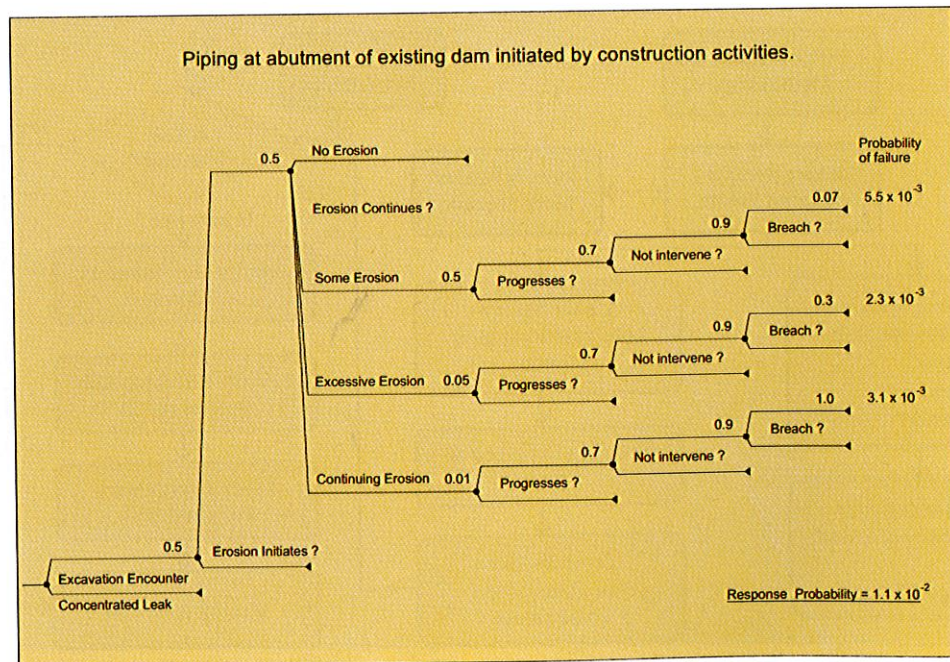 Piping at abutment of existing dam initiated by construction activities.
Probability
of failure
0.5
No Erosion
Erosion Continues ?
0.07
5.5 x 10⁻³
0.9
Breach ?
0.7
Not intervene ?
Some Erosion
0.5
Progresses ?
0.3
2.3 x 10⁻³
0.9
Breach ?
0.7
Not intervene ?
Excessive Erosion
0.05
Progresses ?
1.0
3.1 x 10⁻³
0.9
Breach ?
0.7
Not intervene ?
Continuing Erosion
0.01
Progresses ?
0.5
Erosion Initiates ?
Excavation Encounter
Concentrated Leak
Response Probability = 1.1 x 10⁻²